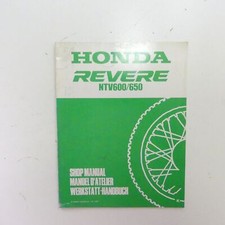 HONDA
REVERE
NTV600/650
SHOP MANUAL
MANUEL D'ATELIER
WERKSTATT-HANDBUCH